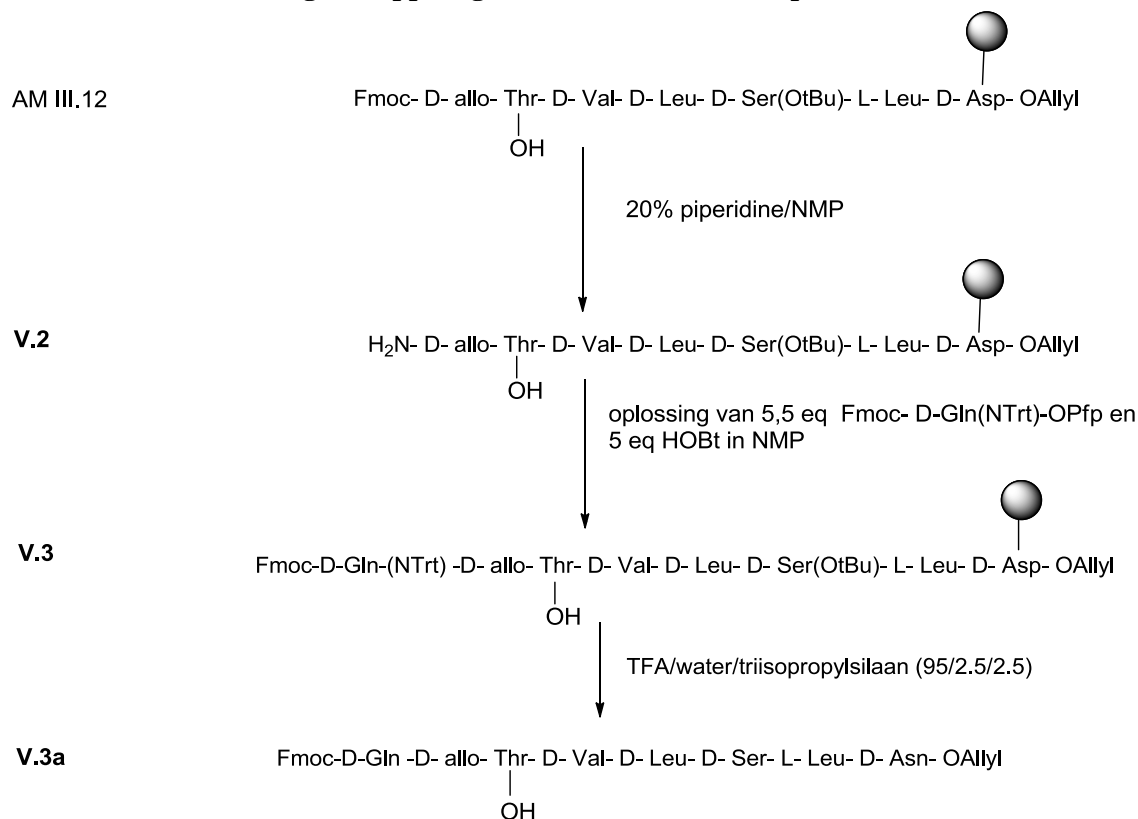 AM III.12
Fmoc- D- allo- Thr- D- Val- D- Leu- D- Ser(OtBu)- L- Leu- D- Asp- OAllyl
OH
20% piperidine/NMP
V.2
H₂N- D- allo- Thr- D- Val- D- Leu- D- Ser(OtBu)- L- Leu- D- Asp- OAllyl
OH
oplossing van 5,5 eq Fmoc- D-Gln(NTrt)-OPfp en
5 eq HOBt in NMP
V.3
Fmoc-D-Gln-(NTrt) -D- allo- Thr- D- Val- D- Leu- D- Ser(OtBu)- L- Leu- D- Asp- OAllyl
OH
TFA/water/triisopropylsilaan (95/2.5/2.5)
V.3a
Fmoc-D-Gln -D- allo- Thr- D- Val- D- Leu- D- Ser- L- Leu- D- Asn- OAllyl
OH